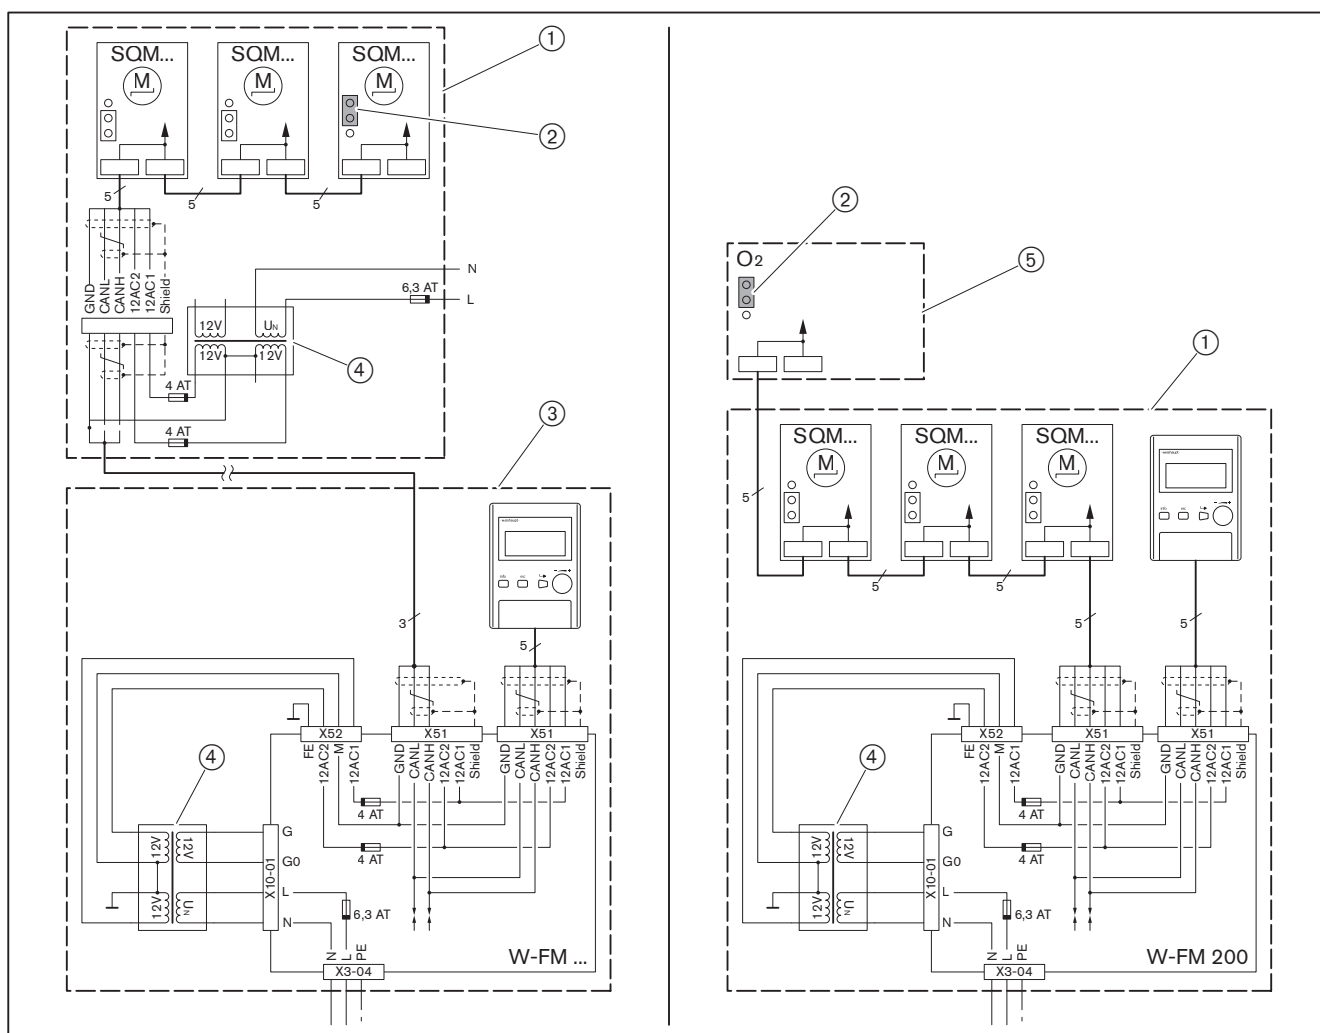 SQM... SQM... SQM...
M M M
1
2
5 5 5
GND CANL CANH 12AC2 12AC1 Shield
N
6,3 AT
L
12V UN
12V 12V
4
4 AT
4 AT
3
weishaupt
info esc
3
5
X52 X51 X51
FE 12AC2 M 12AC1 GND CANL CANH 12AC2 12AC1 Shield GND CANL CANH 12AC2 12AC1 Shield
4
4 AT
4 AT
12V 12V
12V UN
X10-01
G
G0
L
N
6,3 AT
N L PE
X3-04
W-FM ...
2
O2
5
1
SQM... SQM... SQM...
M M M
weishaupt
info esc
5
5 5
5 5
X52 X51 X51
FE 12AC2 M 12AC1 GND CANL CANH 12AC2 12AC1 Shield GND CANL CANH 12AC2 12AC1 Shield
4
4 AT
4 AT
12V 12V
12V UN
X10-01
G
G0
L
N
6,3 AT
N L PE
X3-04
W-FM 200